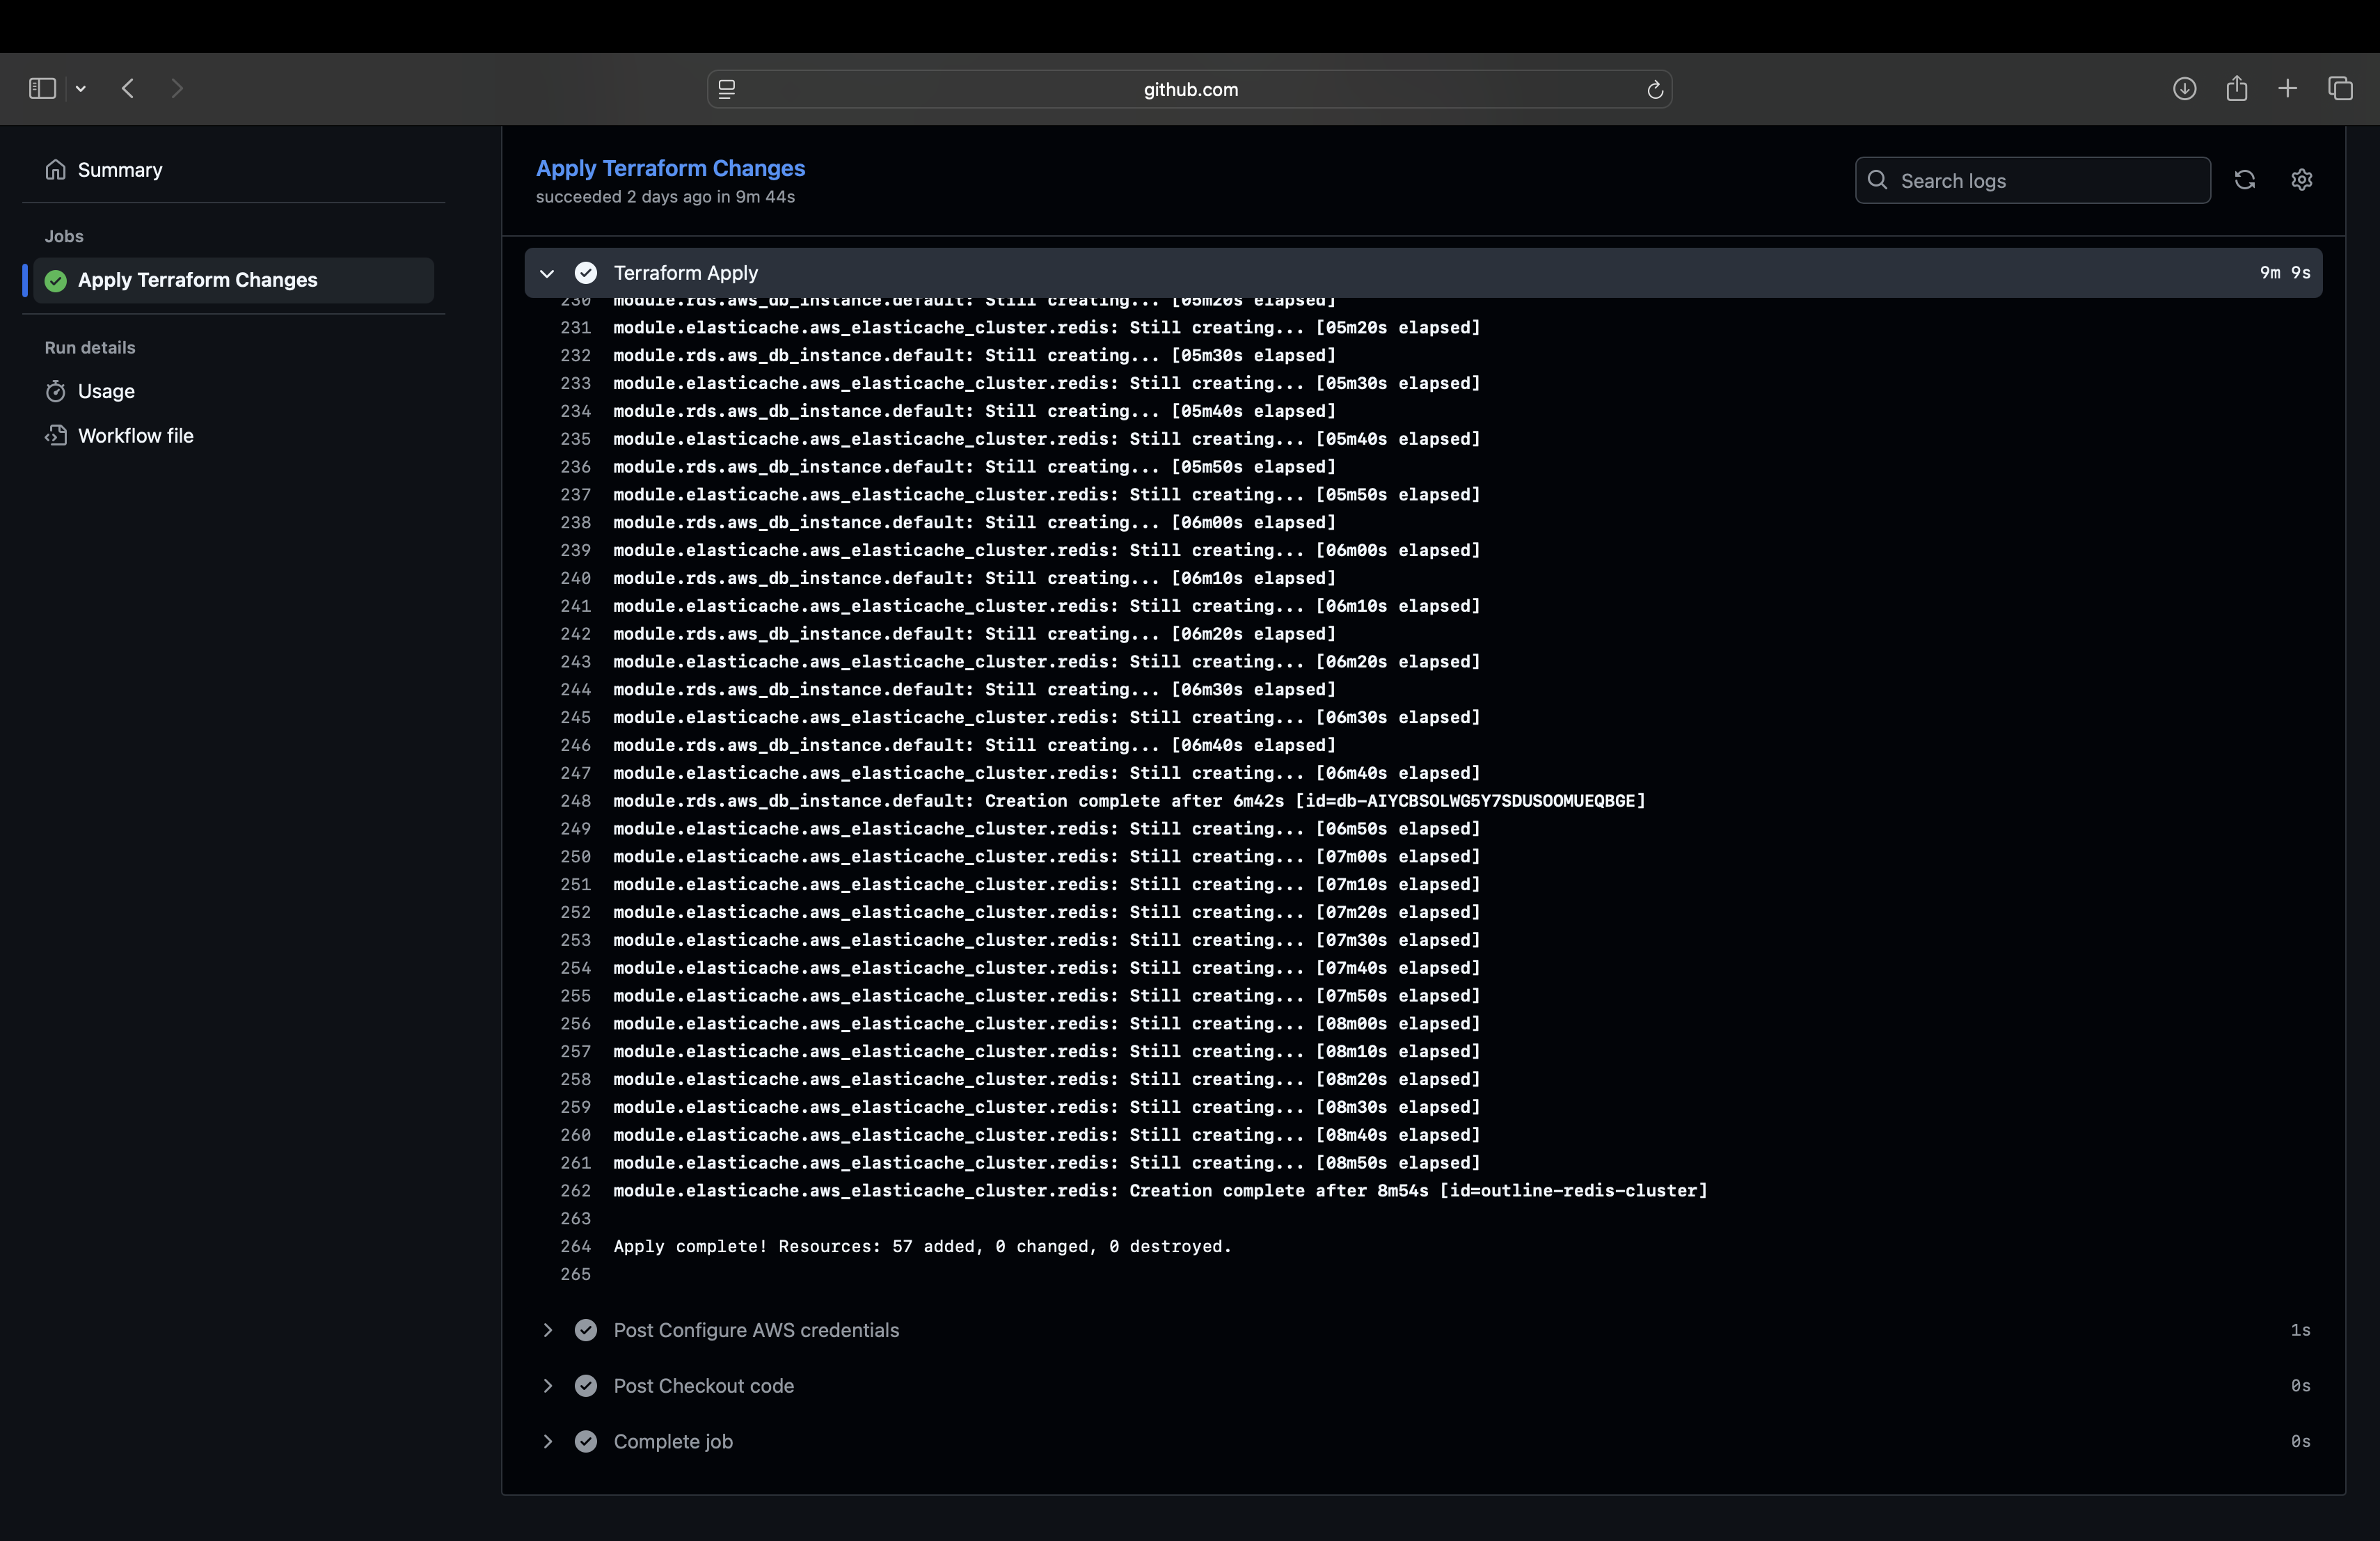 github.com
Summary
Jobs
Apply Terraform Changes
Run details
Usage
Workflow file
Apply Terraform Changes
succeeded 2 days ago in 9m 44s
Search logs
Terraform Apply 9m 9s
230 module.rds.aws_db_instance.default: Still creating... [05m20s elapsed]
231 module.elasticache.aws_elasticache_cluster.redis: Still creating... [05m20s elapsed]
232 module.rds.aws_db_instance.default: Still creating... [05m30s elapsed]
233 module.elasticache.aws_elasticache_cluster.redis: Still creating... [05m30s elapsed]
234 module.rds.aws_db_instance.default: Still creating... [05m40s elapsed]
235 module.elasticache.aws_elasticache_cluster.redis: Still creating... [05m40s elapsed]
236 module.rds.aws_db_instance.default: Still creating... [05m50s elapsed]
237 module.elasticache.aws_elasticache_cluster.redis: Still creating... [05m50s elapsed]
238 module.rds.aws_db_instance.default: Still creating... [06m00s elapsed]
239 module.elasticache.aws_elasticache_cluster.redis: Still creating... [06m00s elapsed]
240 module.rds.aws_db_instance.default: Still creating... [06m10s elapsed]
241 module.elasticache.aws_elasticache_cluster.redis: Still creating... [06m10s elapsed]
242 module.rds.aws_db_instance.default: Still creating... [06m20s elapsed]
243 module.elasticache.aws_elasticache_cluster.redis: Still creating... [06m20s elapsed]
244 module.rds.aws_db_instance.default: Still creating... [06m30s elapsed]
245 module.elasticache.aws_elasticache_cluster.redis: Still creating... [06m30s elapsed]
246 module.rds.aws_db_instance.default: Still creating... [06m40s elapsed]
247 module.elasticache.aws_elasticache_cluster.redis: Still creating... [06m40s elapsed]
248 module.rds.aws_db_instance.default: Creation complete after 6m42s [id=db-AIYCBSOLWG5Y7SDUSOOMUEQBGE]
249 module.elasticache.aws_elasticache_cluster.redis: Still creating... [06m50s elapsed]
250 module.elasticache.aws_elasticache_cluster.redis: Still creating... [07m00s elapsed]
251 module.elasticache.aws_elasticache_cluster.redis: Still creating... [07m10s elapsed]
252 module.elasticache.aws_elasticache_cluster.redis: Still creating... [07m20s elapsed]
253 module.elasticache.aws_elasticache_cluster.redis: Still creating... [07m30s elapsed]
254 module.elasticache.aws_elasticache_cluster.redis: Still creating... [07m40s elapsed]
255 module.elasticache.aws_elasticache_cluster.redis: Still creating... [07m50s elapsed]
256 module.elasticache.aws_elasticache_cluster.redis: Still creating... [08m00s elapsed]
257 module.elasticache.aws_elasticache_cluster.redis: Still creating... [08m10s elapsed]
258 module.elasticache.aws_elasticache_cluster.redis: Still creating... [08m20s elapsed]
259 module.elasticache.aws_elasticache_cluster.redis: Still creating... [08m30s elapsed]
260 module.elasticache.aws_elasticache_cluster.redis: Still creating... [08m40s elapsed]
261 module.elasticache.aws_elasticache_cluster.redis: Still creating... [08m50s elapsed]
262 module.elasticache.aws_elasticache_cluster.redis: Creation complete after 8m54s [id=outline-redis-cluster]
263
264 Apply complete! Resources: 57 added, 0 changed, 0 destroyed.
265
Post Configure AWS credentials 1s
Post Checkout code 0s
Complete job 0s